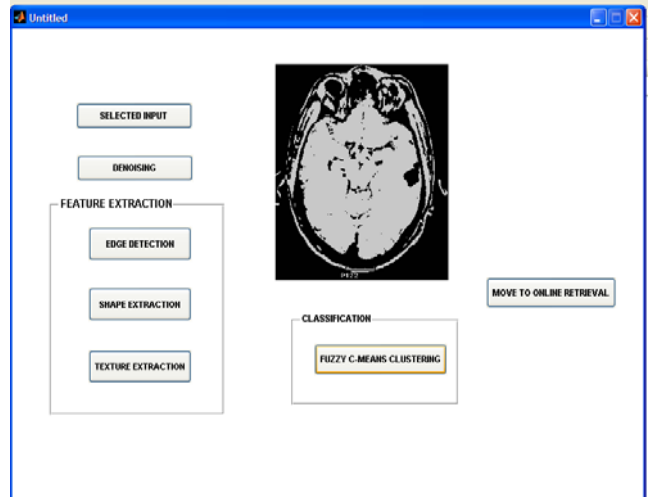 Untitled
SELECTED INPUT
DENOISING
FEATURE EXTRACTION
EDGE DETECTION
SHAPE EXTRACTION
TEXTURE EXTRACTION
CLASSIFICATION
FUZZY C-MEANS CLUSTERING
MOVE TO ONLINE RETRIEVAL